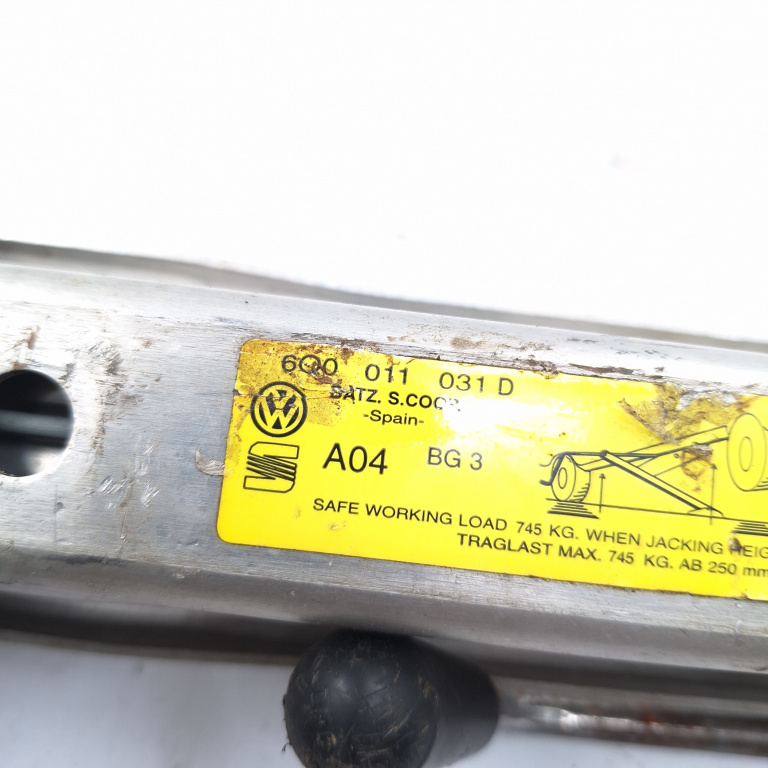 6Q0 011 031 D
SATZ. S.COOP.
-Spain-
A04 BG 3
SAFE WORKING LOAD 745 KG. WHEN JACKING
TRAGLAST MAX. 745 KG. AB 250 mm